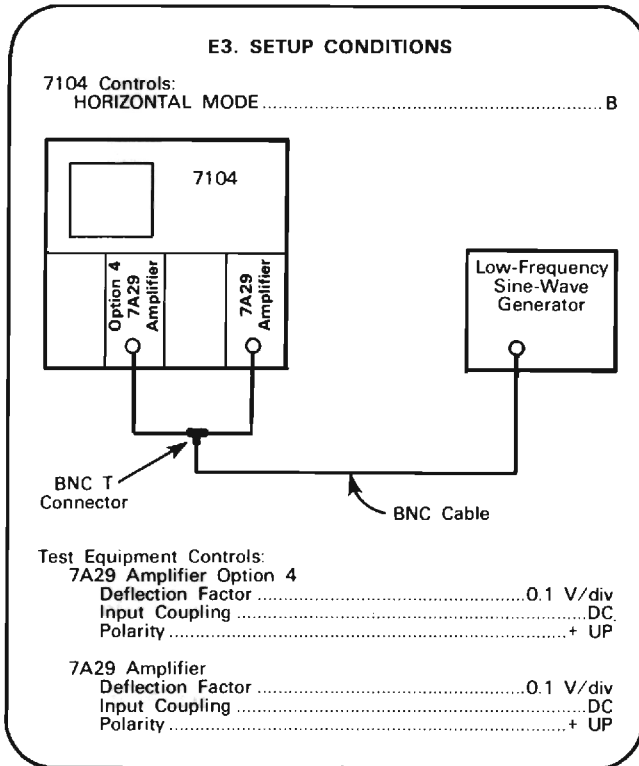 E3. SETUP CONDITIONS
7104 Controls:
HORIZONTAL MODE..............................................................B
7104
Option 4
7A29
Amplifier
7A29
Amplifier
Low-Frequency
Sine-Wave
Generator
BNC T
Connector
BNC Cable
Test Equipment Controls:
7A29 Amplifier Option 4
Deflection Factor..............................................0.1 V/div
Input Coupling........................................................DC
Polarity..................................................................+ UP
7A29 Amplifier
Deflection Factor..............................................0.1 V/div
Input Coupling........................................................DC
Polarity..................................................................+ UP